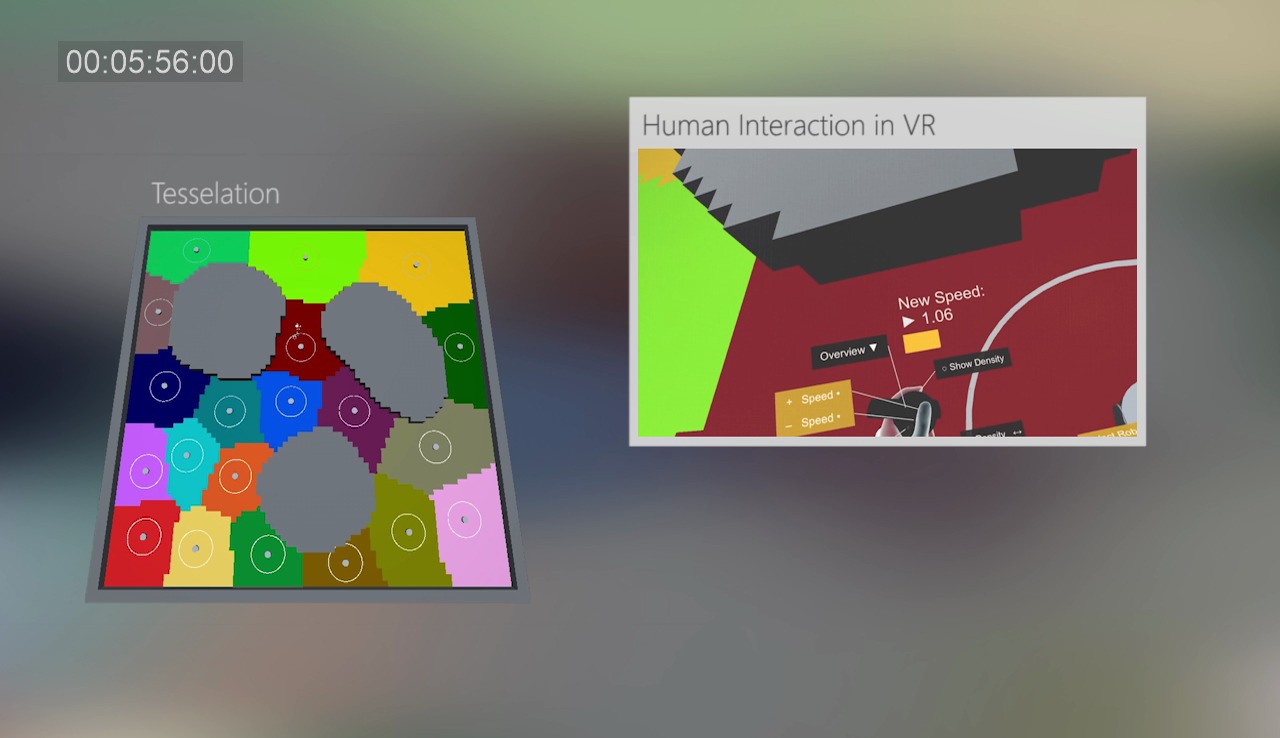 00:05:56:00
Human Interaction in VR
Tesselation
New Speed:
▶ 1.06
Overview ▼
○ Show Density
+ Speed •
– Speed •